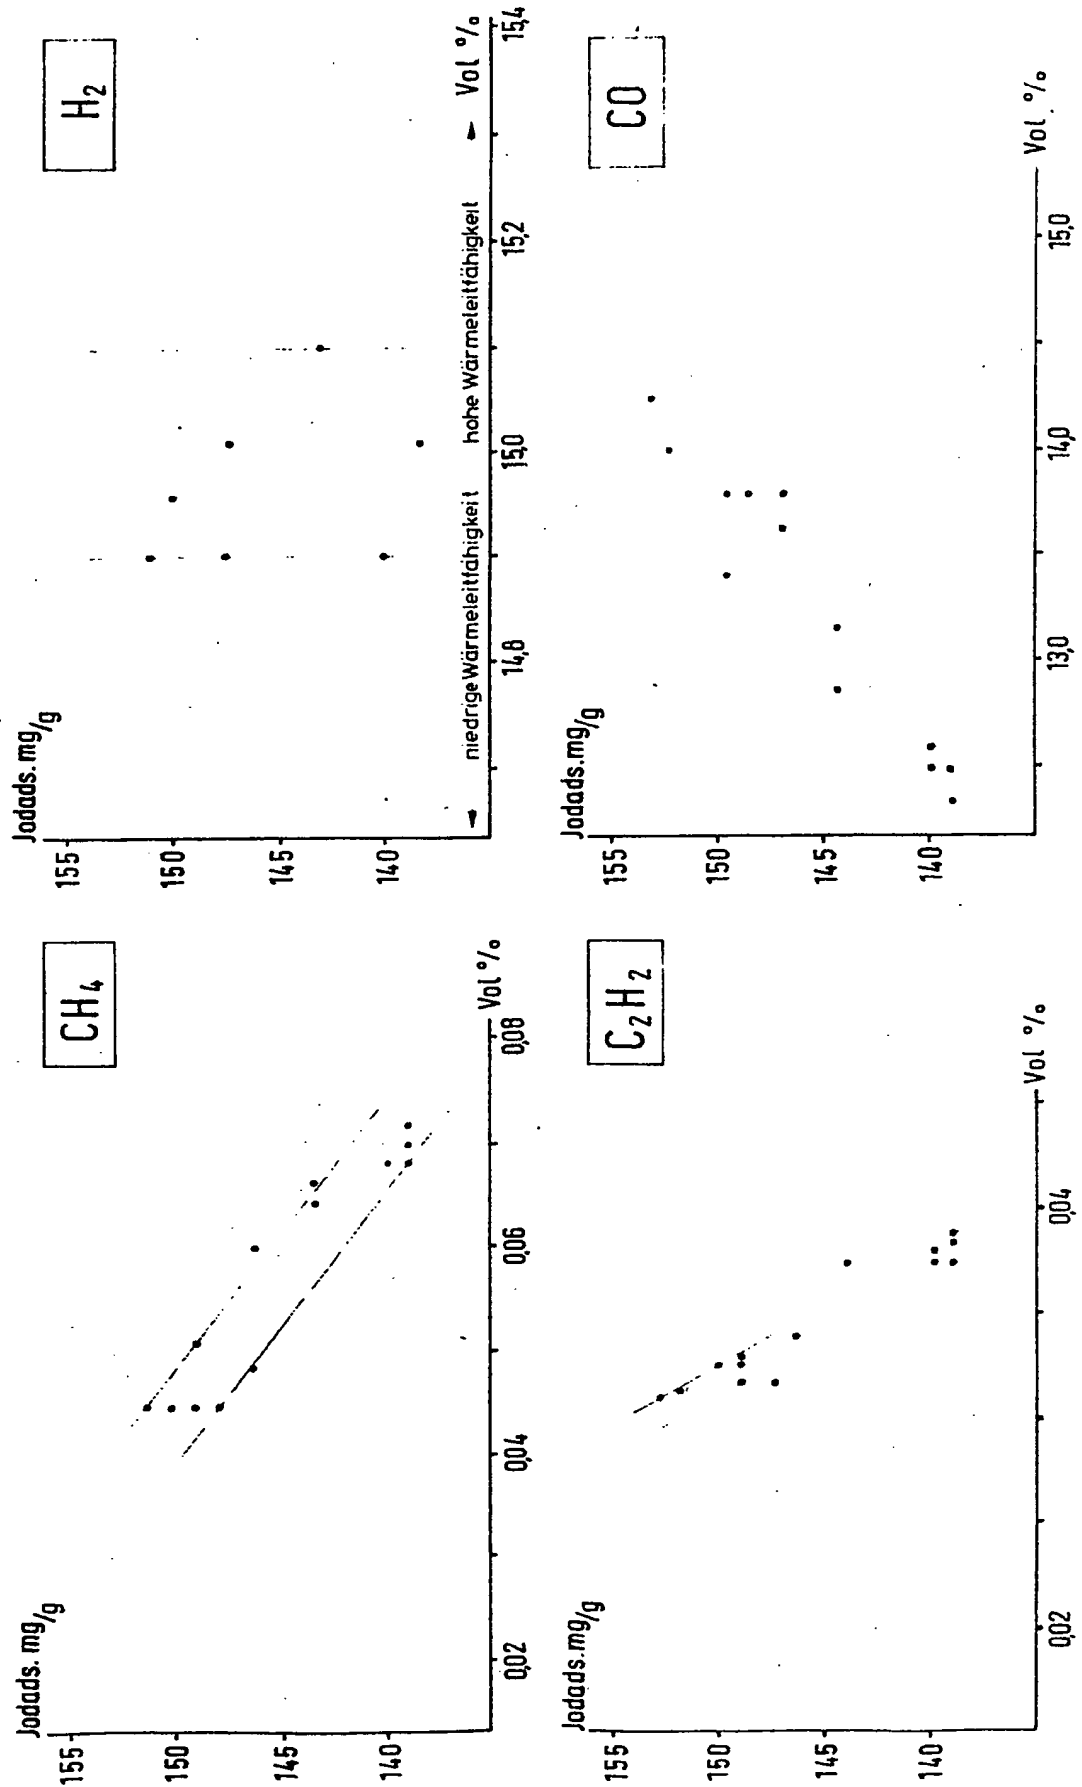 Jodads. mg/g
CH₄
155
150
145
140
0,02
0,04
0,06
0,08
Vol %
Jodads. mg/g
H₂
155
150
145
140
niedrige Wärmeleitfähigkeit
hohe Wärmeleitfähigkeit
14,8
15,0
15,2
15,4
Vol %
Jodads. mg/g
C₂H₂
155
150
145
140
0,02
0,04
Vol %
Jodads. mg/g
CO
155
150
145
140
13,0
14,0
15,0
Vol. %